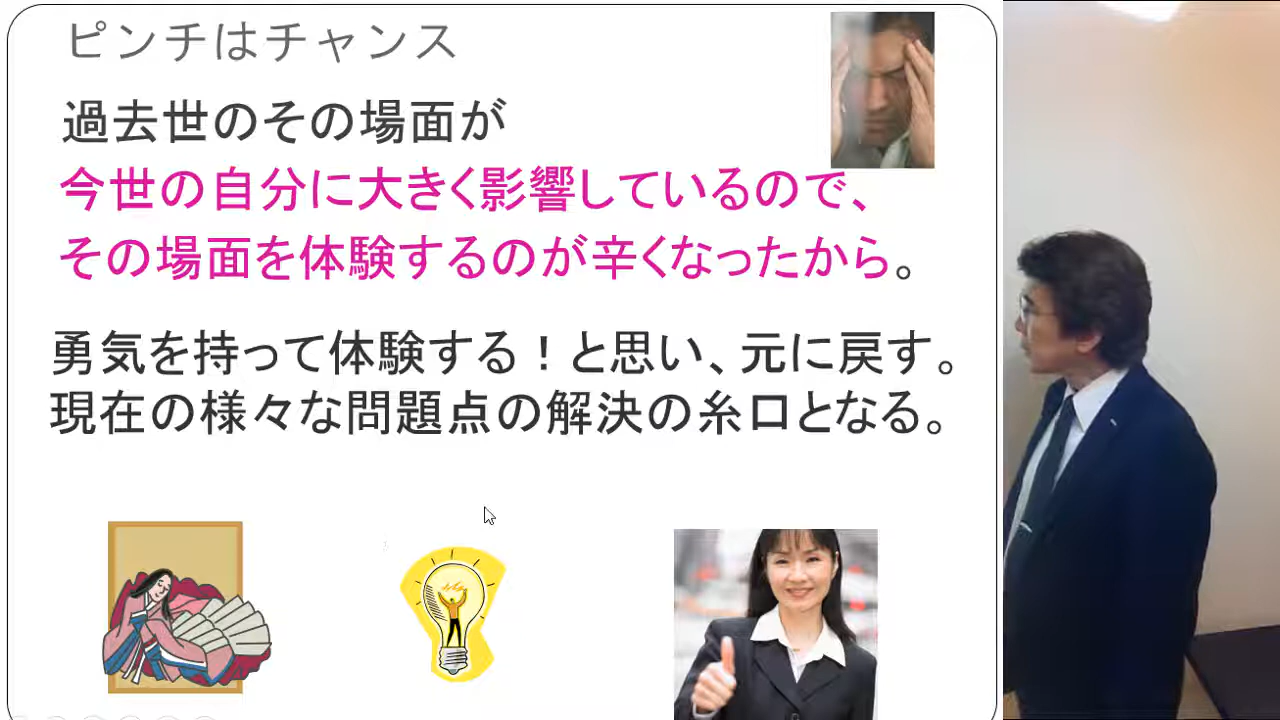 ピンチはチャンス
過去世のその場面が
今世の自分に大きく影響しているので、
その場面を体験するのが辛くなったから。
勇気を持って体験する！と思い、元に戻す。
現在の様々な問題点の解決の糸口となる。